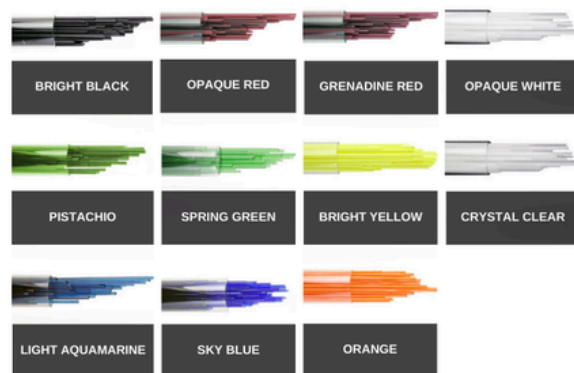 BRIGHT BLACK
OPAQUE RED
GRENADINE RED
OPAQUE WHITE
PISTACHIO
SPRING GREEN
BRIGHT YELLOW
CRYSTAL CLEAR
LIGHT AQUAMARINE
SKY BLUE
ORANGE